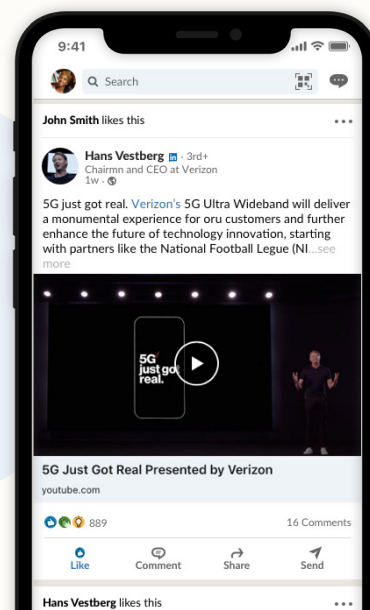 9:41
Search
John Smith likes this
Hans Vestberg in · 3rd+
Chairmn and CEO at Verizon
1w ·
5G just got real. Verizon's 5G Ultra Wideband will deliver
a monumental experience for oru customers and further
enhance the future of technology innovation, starting
with partners like the National Football Legue (NI...see
more
5G
just got
real.
5G Just Got Real Presented by Verizon
youtube.com
889
16 Comments
Like
Comment
Share
Send
Hans Vestberg likes this